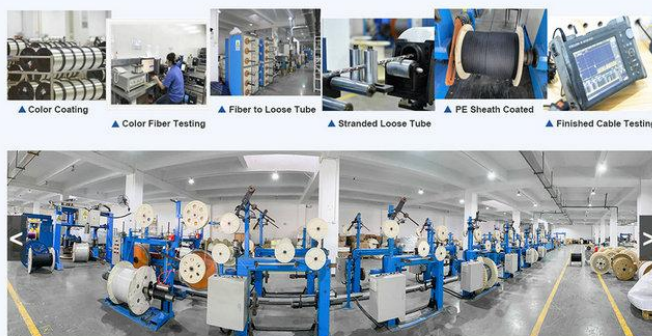 ▲ Color Coating
▲ Color Fiber Testing
▲ Fiber to Loose Tube
▲ Stranded Loose Tube
▲ PE Sheath Coated
▲ Finished Cable Testing
< >